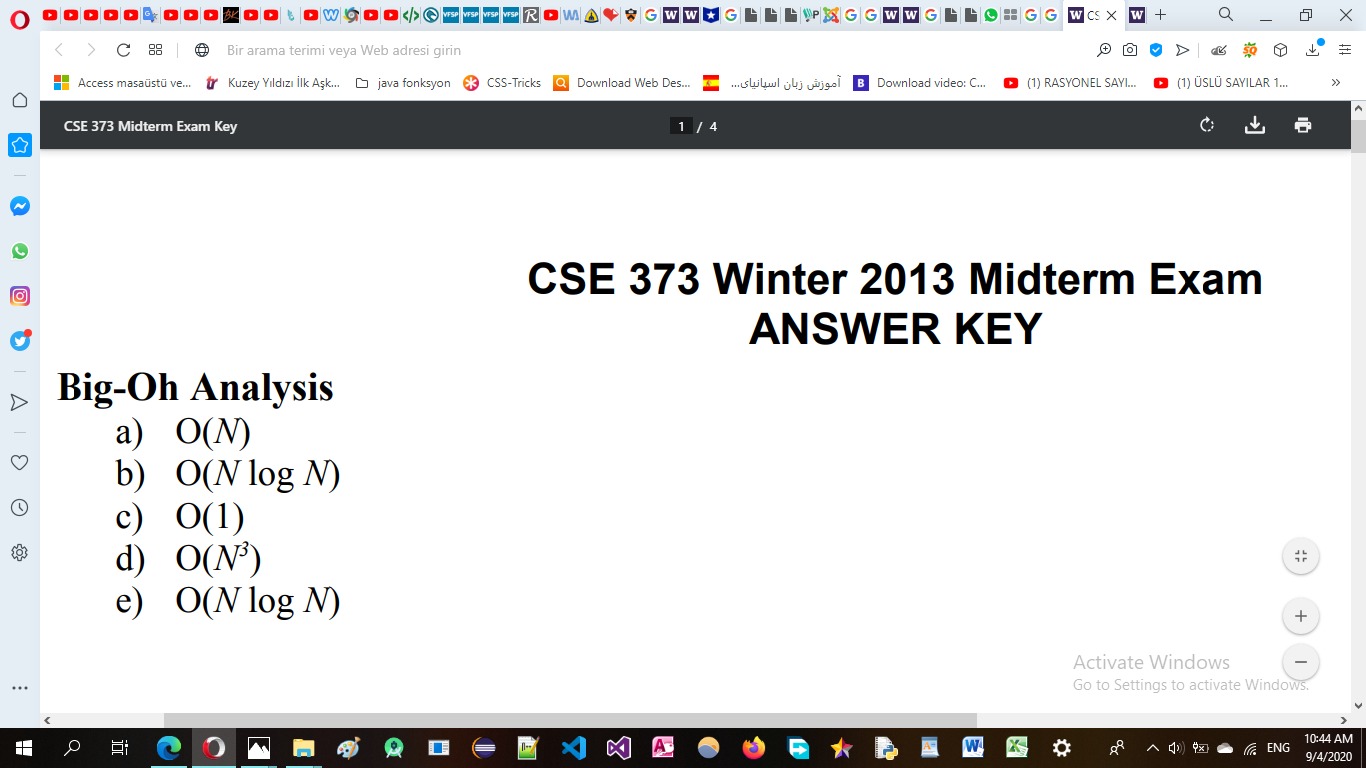 CS
Bir arama terimi veya Web adresi girin
Access masaüstü ve...
Kuzey Yıldızı İlk Aşk...
java fonksyon
CSS-Tricks
Download Web Des...
آموزش زبان اسپانیای...
Download video: C...
(1) RASYONEL SAYI...
(1) ÜSLÜ SAYILAR 1...
CSE 373 Midterm Exam Key
1 / 4
CSE 373 Winter 2013 Midterm Exam
ANSWER KEY
Big-Oh Analysis
a) O(N)
b) O(N log N)
c) O(1)
d) O(N³)
e) O(N log N)
Activate Windows
Go to Settings to activate Windows.
ENG
10:44 AM
9/4/2020